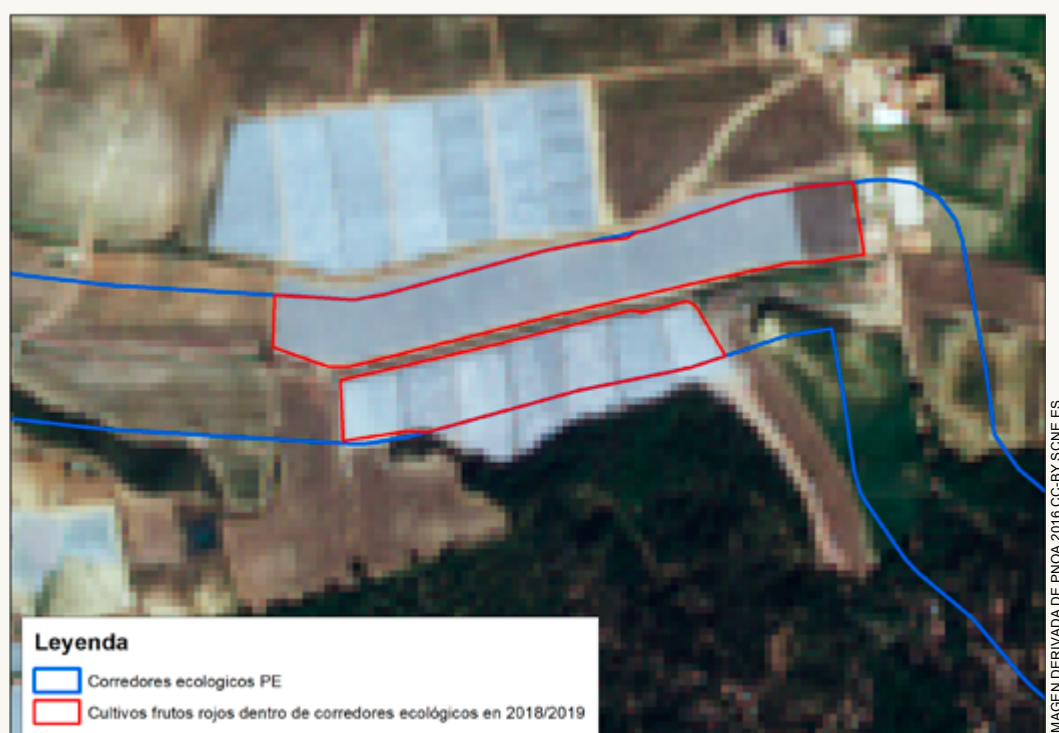 Leyenda
Corredores ecologicos PE
Cultivos frutos rojos dentro de corredores ecológicos en 2018/2019
IMAGEN DERIVADA DE PNOA 2016 CC-BY SCNE.ES